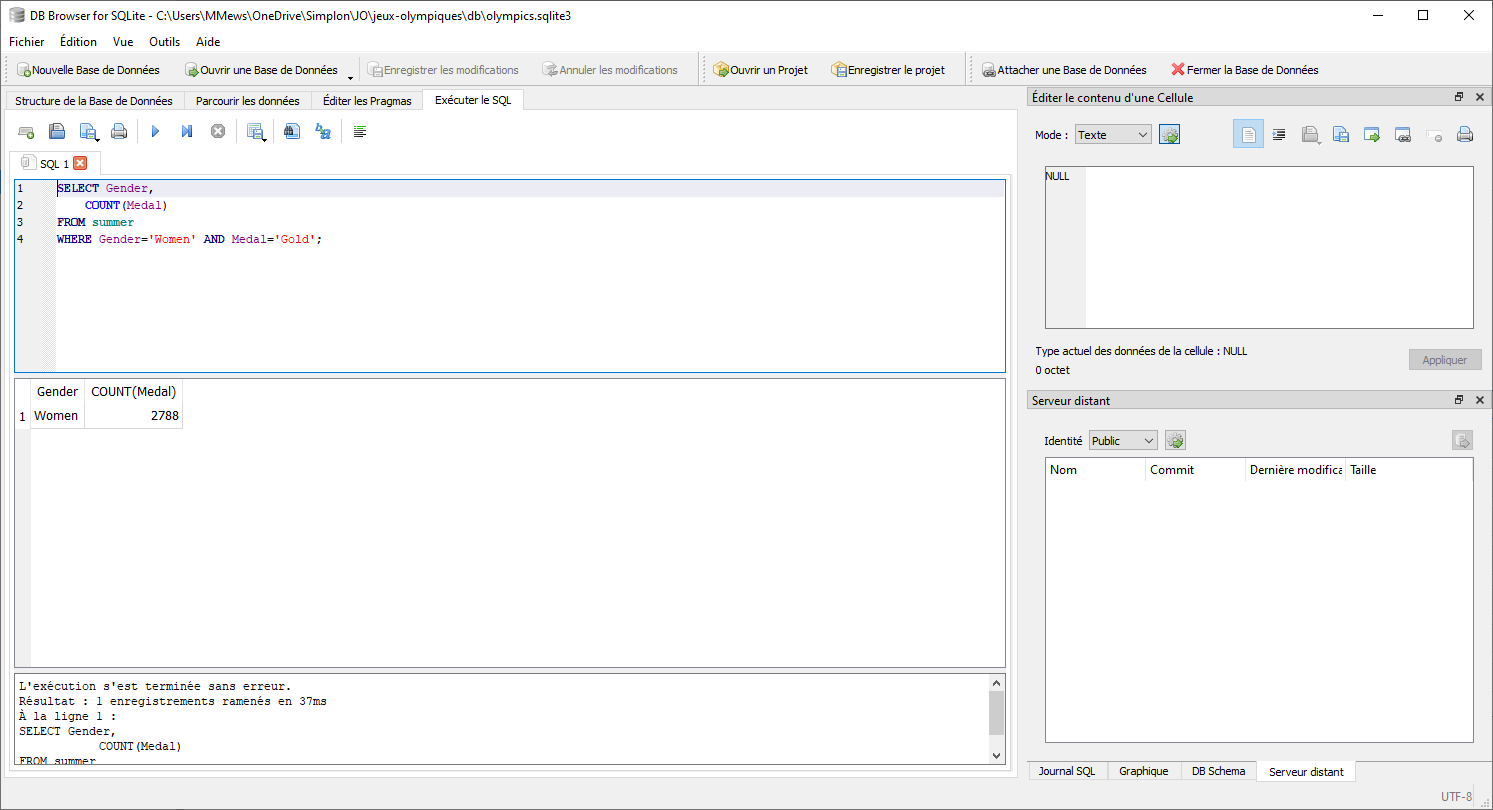 DB Browser for SQLite - C:\Users\MMews\OneDrive\Simplon\JO\jeux-olympiques\db\olympics.sqlite3
Fichier Édition Vue Outils Aide
Nouvelle Base de Données Ouvrir une Base de Données Enregistrer les modifications Annuler les modifications Ouvrir un Projet Enregistrer le projet Attacher une Base de Données Fermer la Base de Données
Structure de la Base de Données Parcourir les données Éditer les Pragmas Exécuter le SQL
SQL 1
1 SELECT Gender,
2 COUNT(Medal)
3 FROM summer
4 WHERE Gender='Women' AND Medal='Gold';
Gender COUNT(Medal)
1 Women 2788
L'exécution s'est terminée sans erreur.
Résultat : 1 enregistrements ramenés en 37ms
À la ligne 1 :
SELECT Gender,
COUNT(Medal)
FROM summer
Éditer le contenu d'une Cellule
Mode : Texte
NULL
Type actuel des données de la cellule : NULL
0 octet
Appliquer
Serveur distant
Identité Public
Nom Commit Dernière modifica Taille
Journal SQL Graphique DB Schema Serveur distant
UTF-8